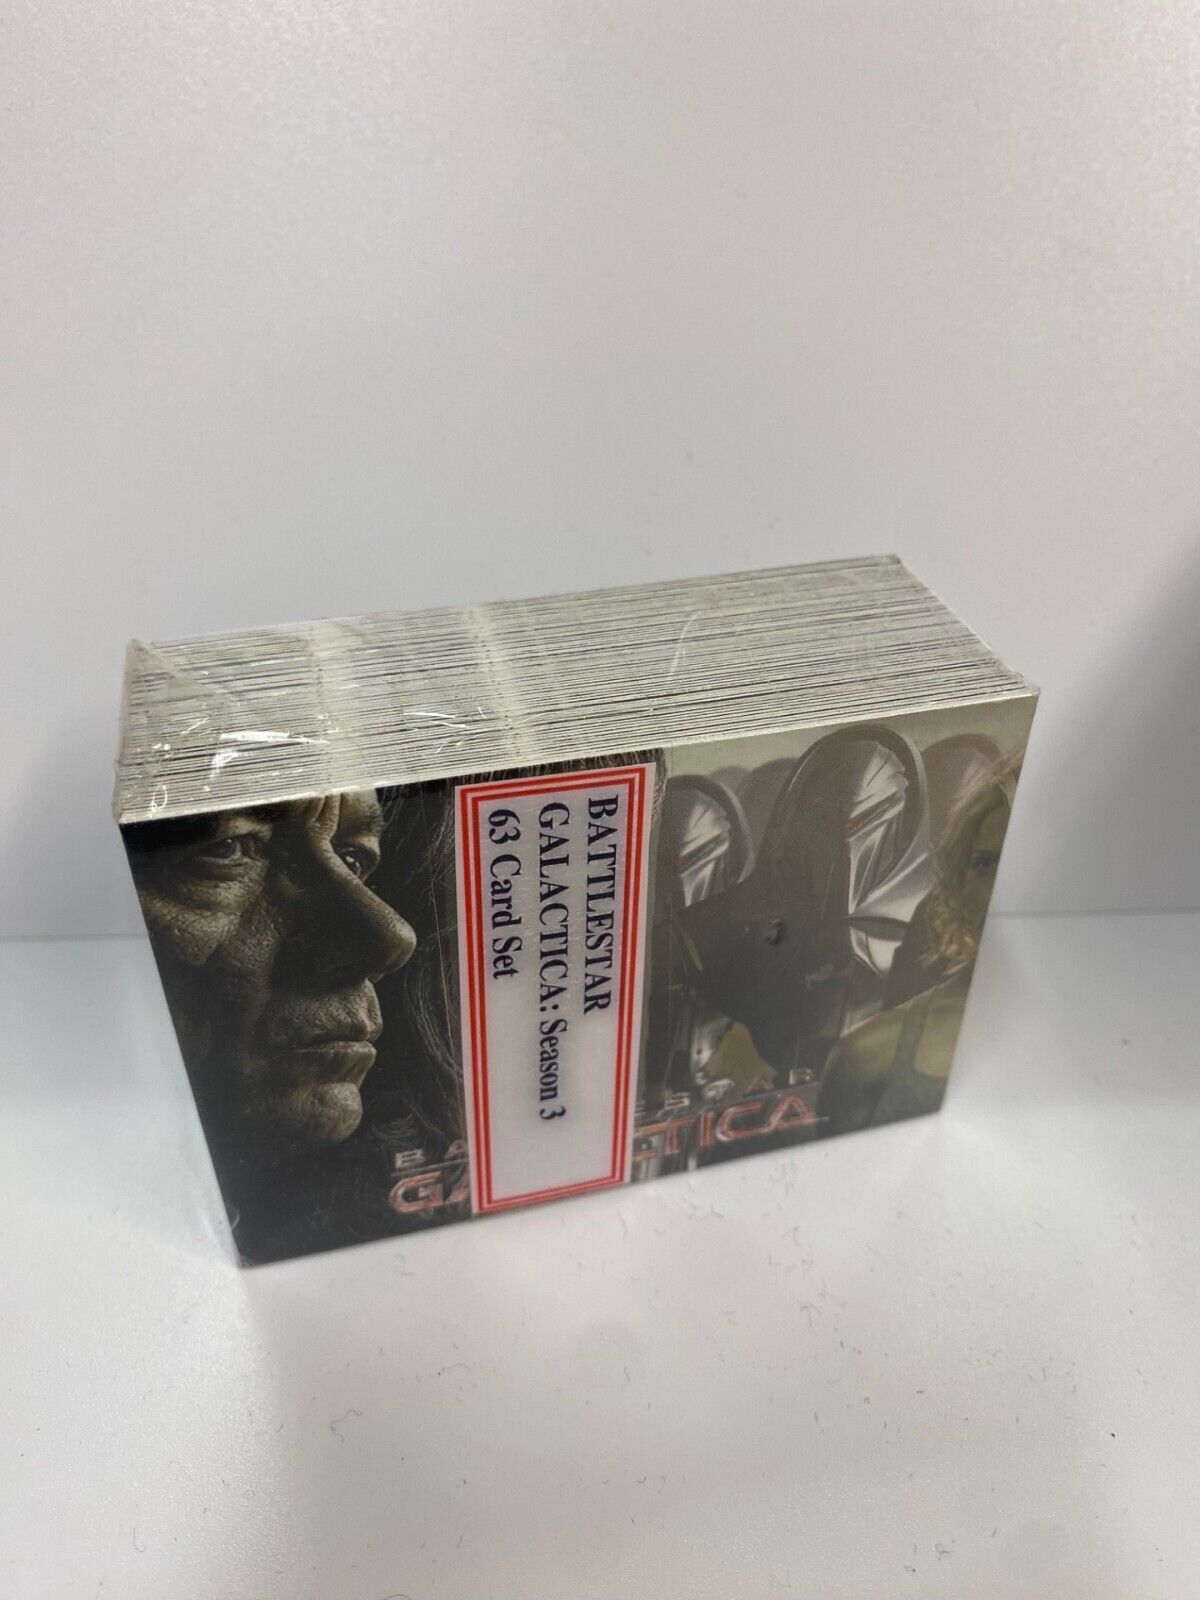 BATTLESTAR
GALACTICA: Season 3
63 Card Set